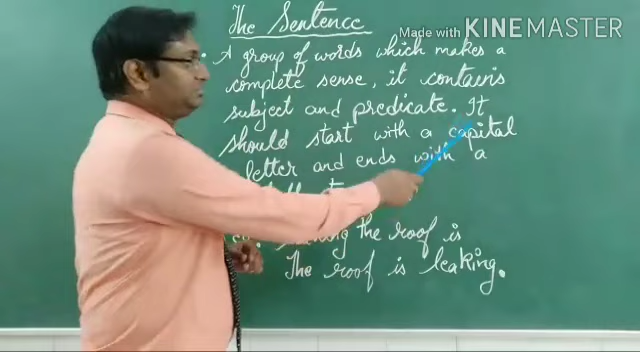 Made with KINEMASTER
The Sentence
A group of words which makes a
complete sense, it contains
subject and predicate. It
should start with a capital
letter and ends with a
the roof is
The roof is leaking.